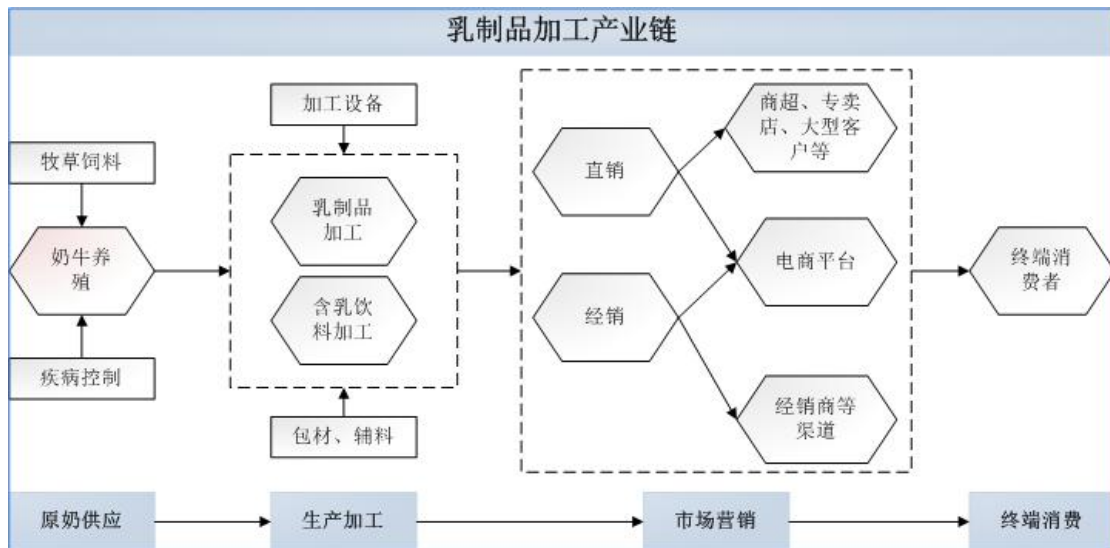 乳制品加工产业链
牧草饲料
奶牛养
殖
疾病控制
加工设备
乳制品
加工
含乳饮
料加工
包材、辅料
直销
经销
商超、专卖
店、大型客
户等
电商平台
经销商等
渠道
终端消
费者
原奶供应
生产加工
市场营销
终端消费